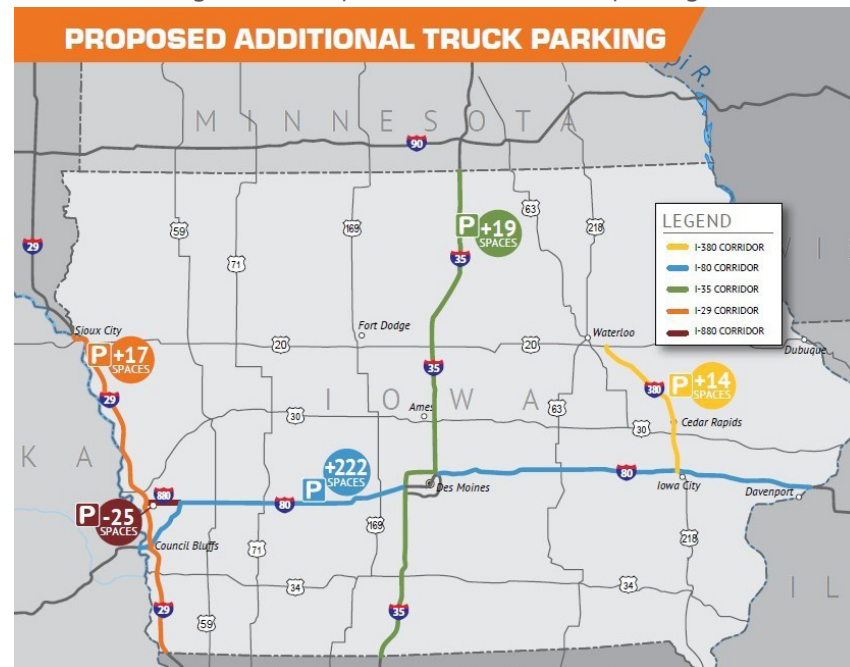 PROPOSED ADDITIONAL TRUCK PARKING
pi R.
MINNESOTA
90
29
59
71
169
P +19
SPACES
35
63
218
WI
LEGEND
I-380 CORRIDOR
I-80 CORRIDOR
I-35 CORRIDOR
I-29 CORRIDOR
I-880 CORRIDOR
Sioux City
Fort Dodge
Waterloo
Dubuque
20
20
P +17
SPACES
29
35
380
P +14
SPACES
IOWA
Ames
30
63
30
Cedar Rapids
KA
P +222
SPACES
880
80
Des Moines
80
Iowa City
Davenport
P -25
SPACES
Council Bluffs
71
169
218
34
34
IL
29
59
35